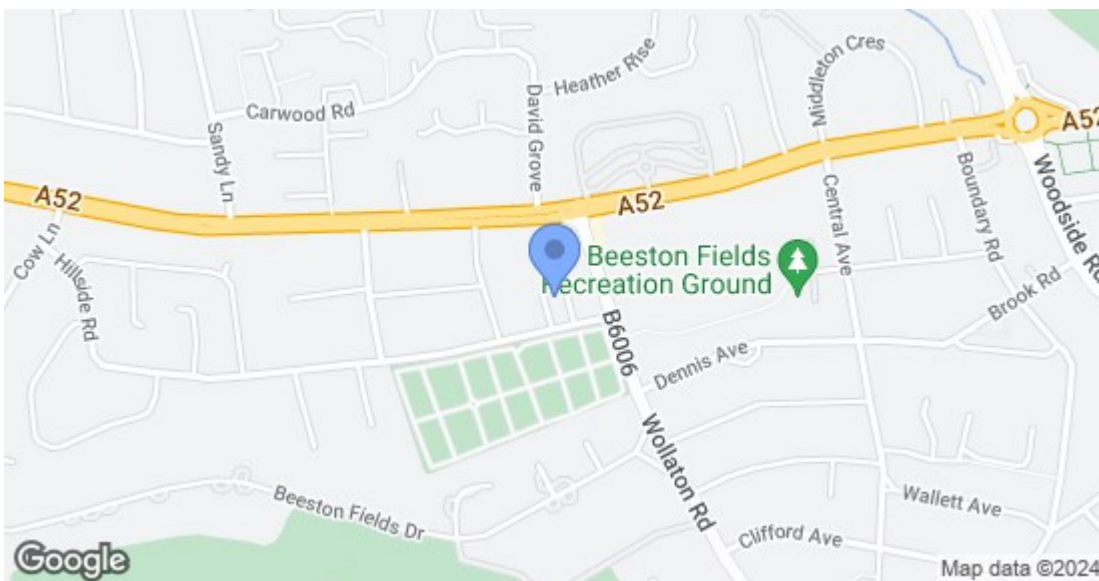 Heather Rise
Middleton Cres
Carwood Rd
David Grove
Sandy Ln
A52
A52
A52
Cow Ln
Hillside Rd
Central Ave
Boundary Rd
Woodside Rd
Beeston Fields
Recreation Ground
Brook Rd
B6006
Dennis Ave
Wollaton Rd
Beeston Fields Dr
Wallett Ave
Clifford Ave
Google
Map data ©2024